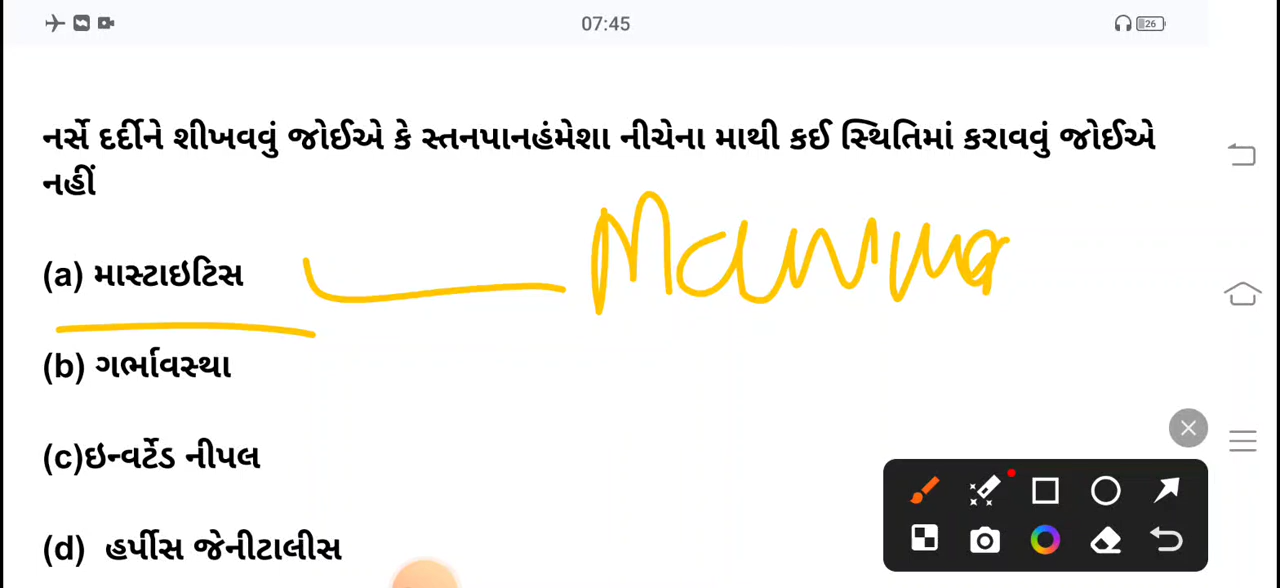 07:45
26
નર્સે દર્દીને શીખવવું જોઈએ કે સ્તનપાનહંમેશા નીચેના માથી કઈ સ્થિતિમાં કરાવવું જોઈએ
નહીં
(a) માસ્ટાઇટિસ
(b) ગર્ભાવસ્થા
(c)ઇન્વર્ટેડ નીપલ
(d) હર્પીસ જેનીટાલીસ